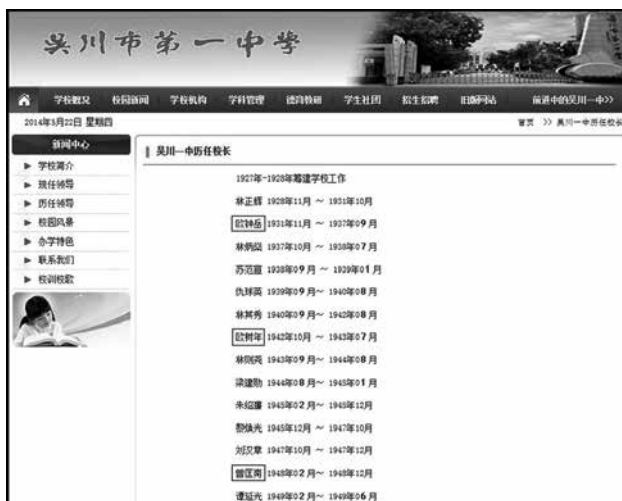 吴川市第一中学
学校概况 校园新闻 学校机构 学科管理 德育教研 学生社团 招生招聘 旧版网站 前进中的吴川一中>>
2014年5月22日 星期四
首页 >> 吴川一中历任校长
新闻中心
吴川一中历任校长
▶ 学校简介
▶ 现任领导
▶ 历任领导
▶ 校园风景
▶ 办学特色
▶ 联系我们
▶ 校训校歌
1927年-1928年筹建学校工作
林正辉 1928年11月 ～ 1931年10月
欧钟岳 1931年11月 ～ 1937年09月
林炳燊 1937年10月 ～ 1938年07月
苏范宣 1938年09月 ～ 1939年01月
仇球英 1939年09月～ 1940年08月
林其秀 1940年09月 ～ 1942年08月
欧树年 1942年10月 ～ 1943年07月
林则尧 1943年09月～ 1944年08月
梁建勋 1944年08月 ～ 1945年01月
朱绍廉 1945年02月～ 1945年12月
黎焕光 1945年12月 ～ 1947年10月
刘汉章 1947年10月 ～ 1947年12月
曾匡南 1948年02月～ 1948年12月
谭延光 1949年02月 ～ 1949年06月